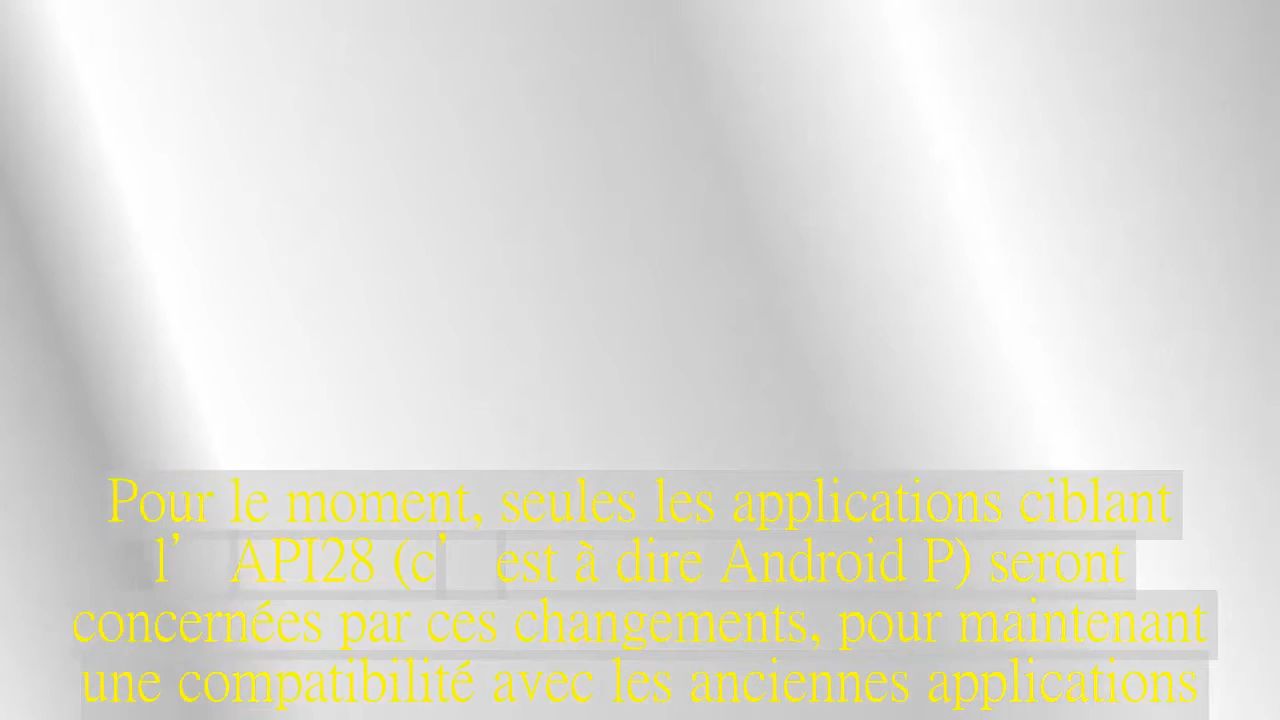 Pour le moment, seules les applications ciblant
l’API28 (c’est à dire Android P) seront
concernées par ces changements, pour maintenant
une compatibilité avec les anciennes applications